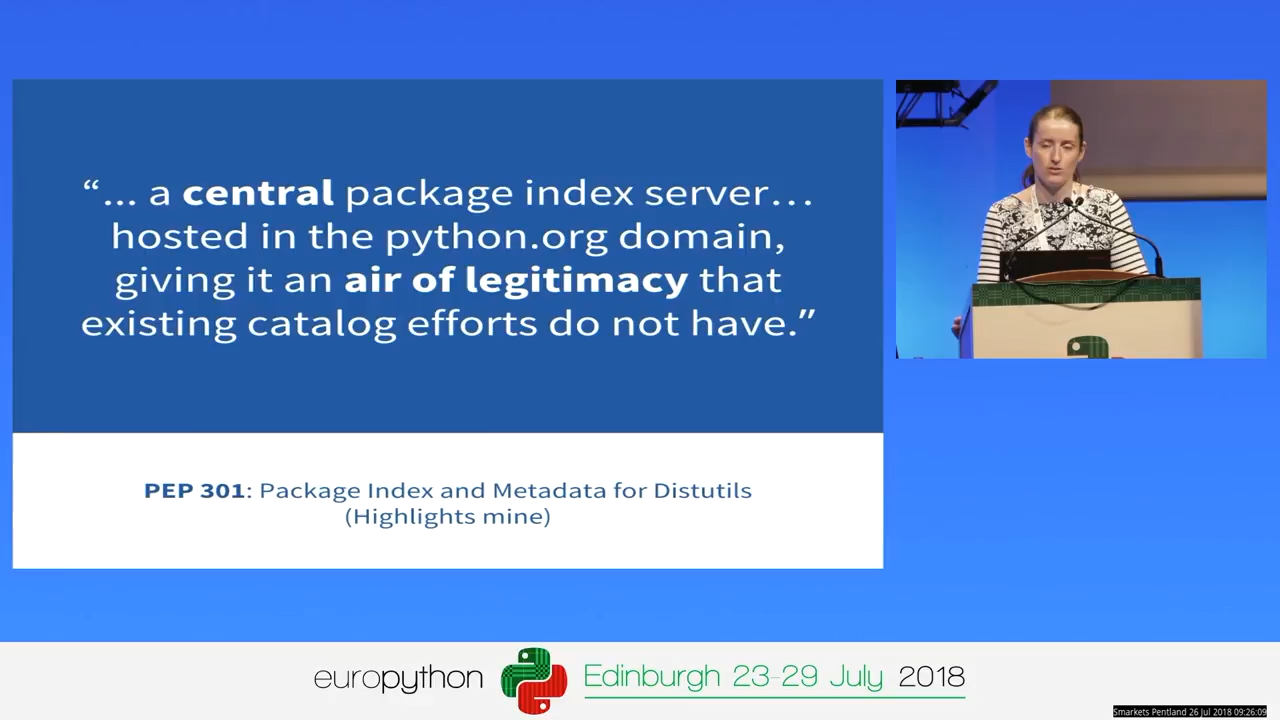 “... a central package index server…
hosted in the python.org domain,
giving it an air of legitimacy that
existing catalog efforts do not have.”
PEP 301: Package Index and Metadata for Distutils
(Highlights mine)
europython
Edinburgh 23-29 July 2018
Smarkets Pentland 26 Jul 2018 09:26:09